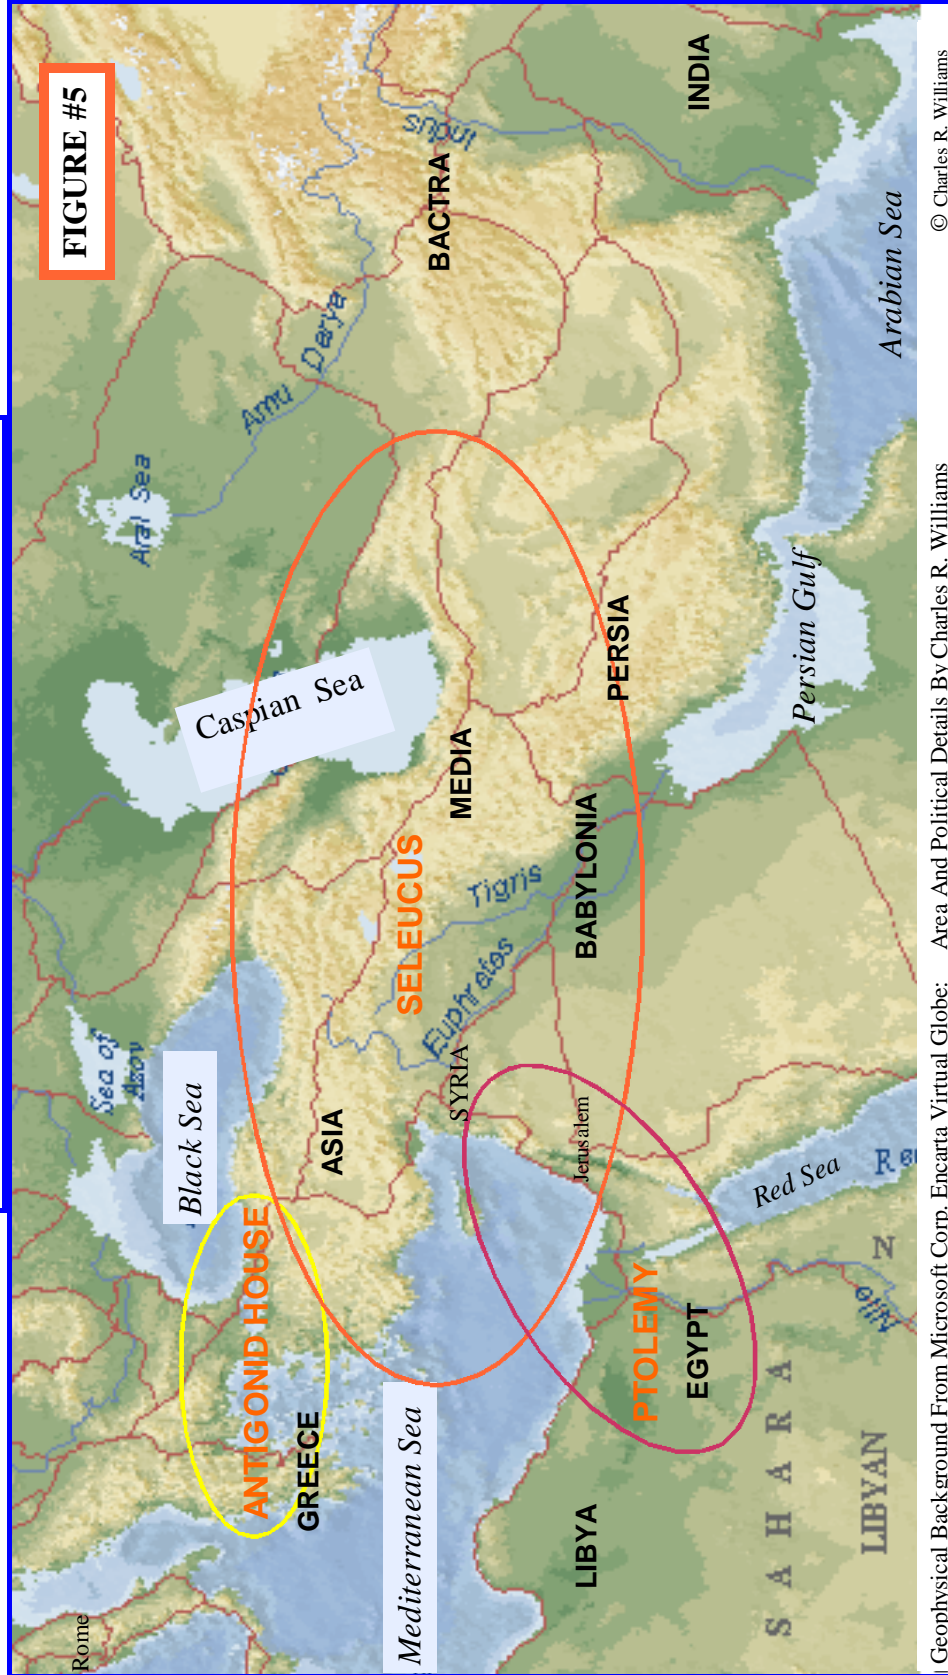 FIGURE #5
Rome
Sea of
Azov
Black Sea
Caspian Sea
Aral Sea
Amu
Darya
Indus
BACTRA
INDIA
ANTIGONID HOUSE
GREECE
ASIA
SELEUCUS
MEDIA
Tigris
Euphrates
SYRIA
BABYLONIA
PERSIA
Mediterranean Sea
Jerusalem
LIBYA
PTOLEMY
EGYPT
Red Sea
Persian Gulf
Arabian Sea
SAHARA
LIBYAN
N
Nile
Re
Geophysical Background From Microsoft Corp. Encarta Virtual Globe: Area And Political Details By Charles R. Williams © Charles R. Williams